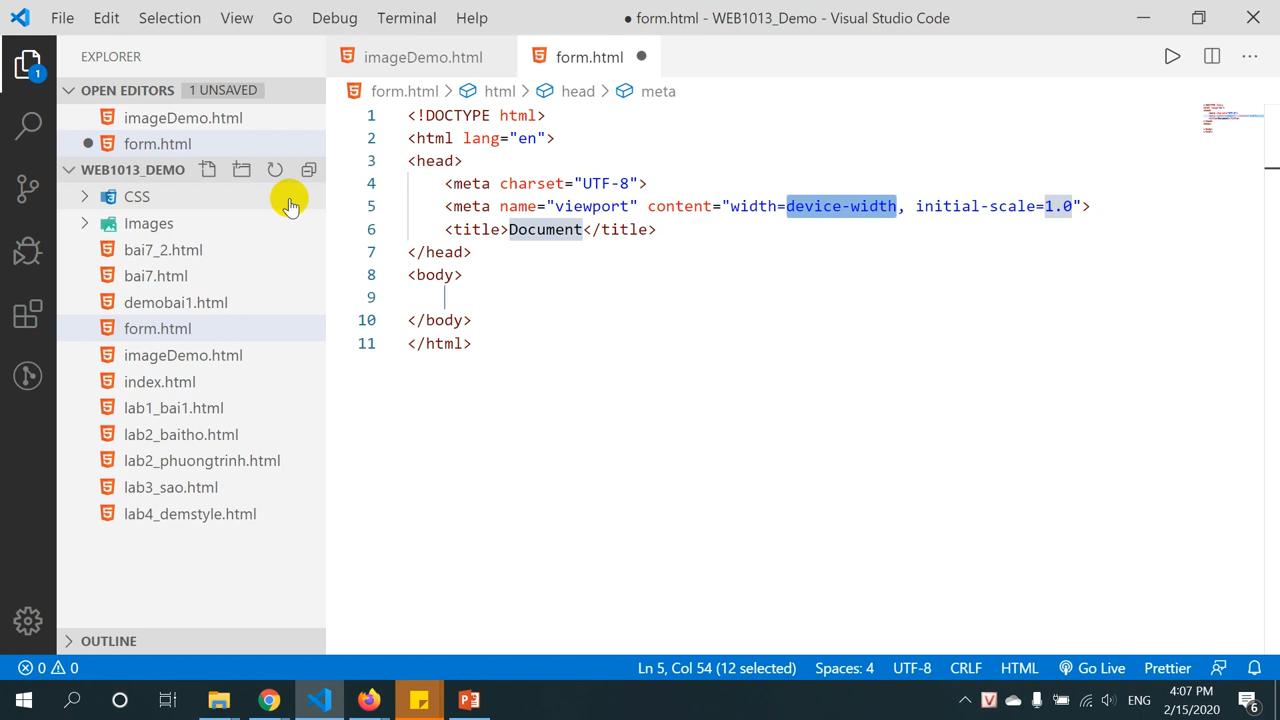 File Edit Selection View Go Debug Terminal Help
● form.html - WEB1013_Demo - Visual Studio Code
EXPLORER
OPEN EDITORS 1 UNSAVED
imageDemo.html
form.html
WEB1013_DEMO
CSS
Images
bai7_2.html
bai7.html
demobai1.html
form.html
imageDemo.html
index.html
lab1_bai1.html
lab2_baitho.html
lab2_phuongtrinh.html
lab3_sao.html
lab4_demstyle.html
OUTLINE
1
imageDemo.html form.html
form.html > html > head > meta
1 <!DOCTYPE html>
2 <html lang="en">
3 <head>
4 <meta charset="UTF-8">
5 <meta name="viewport" content="width=device-width, initial-scale=1.0">
6 <title>Document</title>
7 </head>
8 <body>
9
10 </body>
11 </html>
0 0
Ln 5, Col 54 (12 selected) Spaces: 4 UTF-8 CRLF HTML Go Live Prettier
ENG
4:07 PM
2/15/2020
6